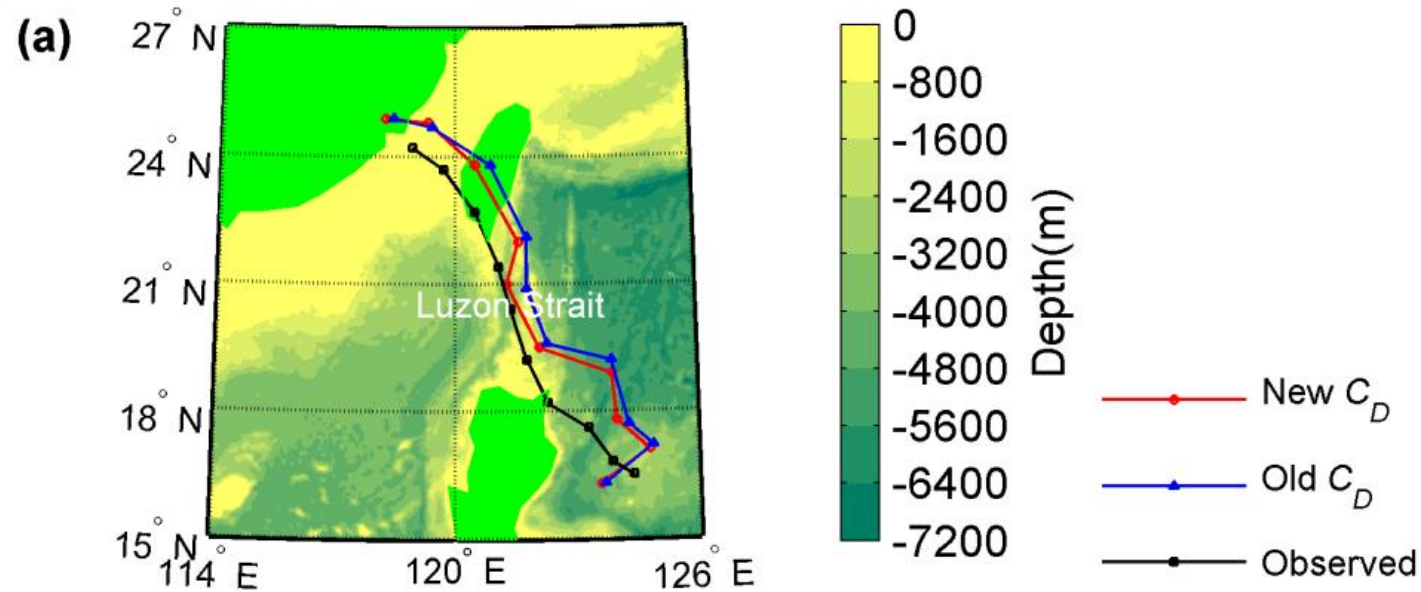 (a)
27° N
24° N
21° N
18° N
15° N
114° E
120° E
126° E
Luzon Strait
0
-800
-1600
-2400
-3200
-4000
-4800
-5600
-6400
-7200
Depth(m)
New C_D
Old C_D
Observed